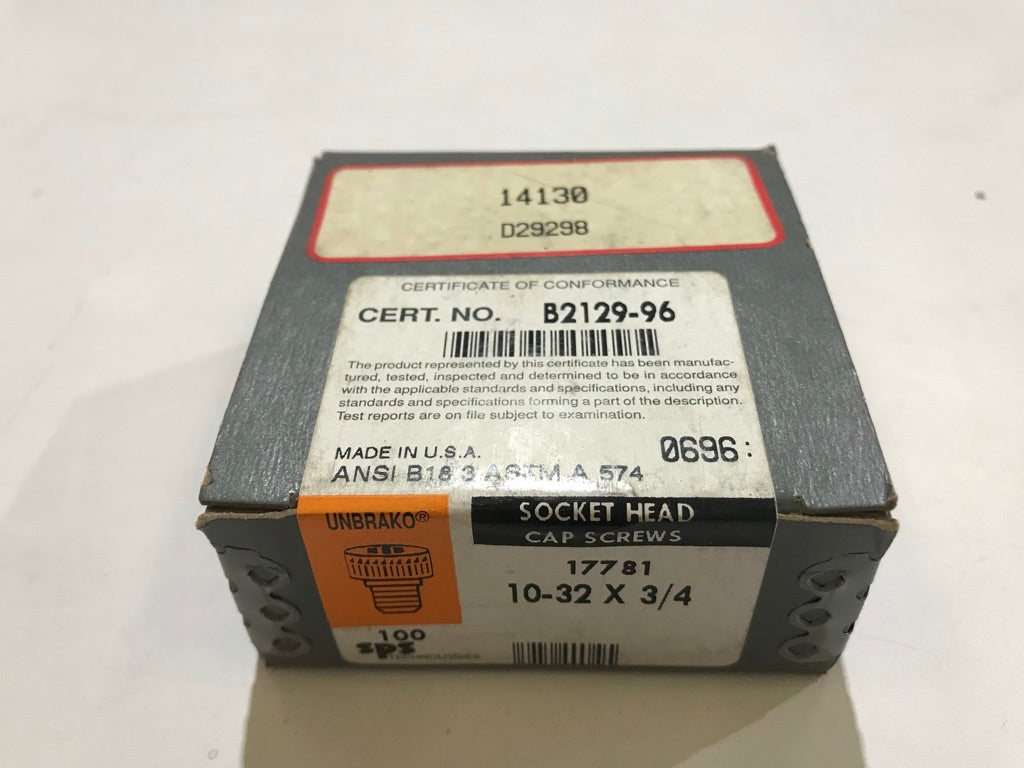 14130
D29298
CERTIFICATE OF CONFORMANCE
CERT. NO. B2129-96
The product represented by this certificate has been manufac-
tured, tested, inspected and determined to be in accordance
with the applicable standards and specifications, including any
standards and specifications forming a part of the description.
Test reports are on file subject to examination.
MADE IN U.S.A. 0696:
ANSI B18 3 ASTM A 574
UNBRAKO®
SOCKET HEAD
CAP SCREWS
17781
10-32 X 3/4
100
sps
TECHNOLOGIES